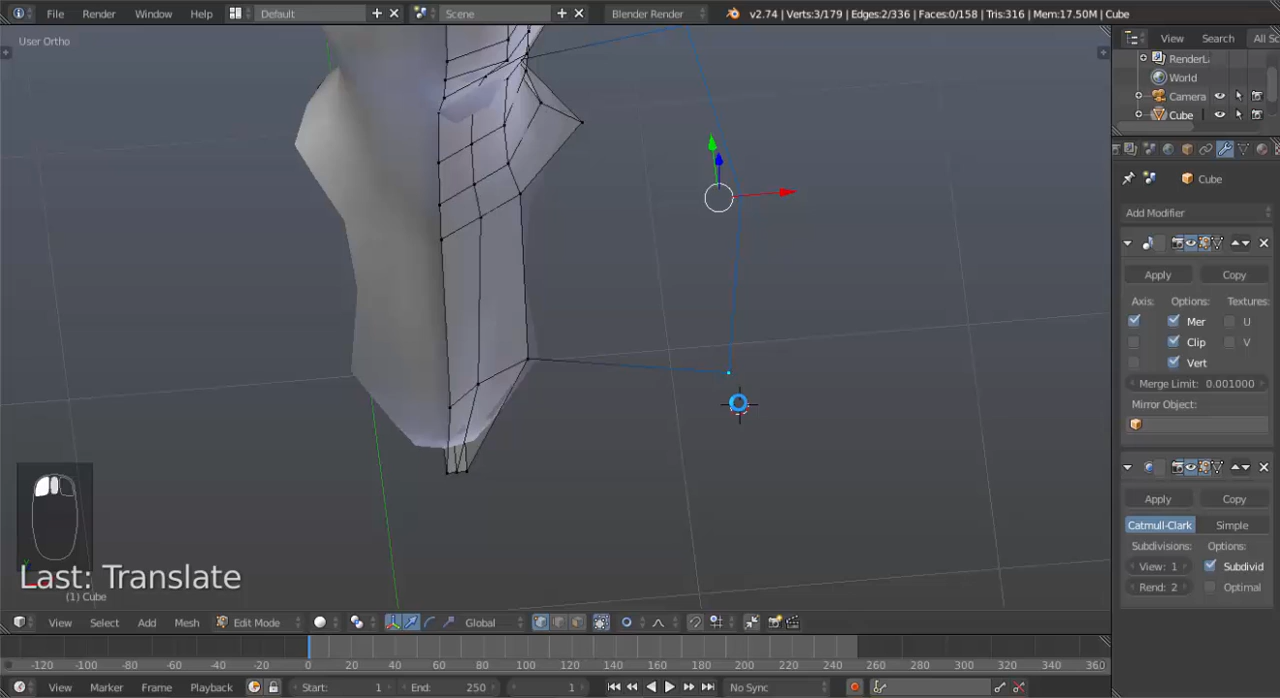 File Render Window Help Default Scene Blender Render v2.74 | Verts:3/179 | Edges:2/336 | Faces:0/158 | Tris:316 | Mem:17.50M | Cube
User Ortho
View Search All Sc
RenderL
World
Camera
Cube
Cube
Add Modifier
Apply Copy
Axis: Options: Textures:
Mer U
Clip V
Vert
Merge Limit: 0.001000
Mirror Object:
Apply Copy
Catmull-Clark Simple
Subdivisions: Options:
View: 1 Subdivid
Rend: 2 Optimal
Last: Translate
(1) Cube
View Select Add Mesh Edit Mode Global
-120 -100 -80 -60 -40 -20 0 20 40 60 80 100 120 140 160 180 200 220 240 260 280 300 320 340 360
View Marker Frame Playback Start: 1 End: 250 1 No Sync